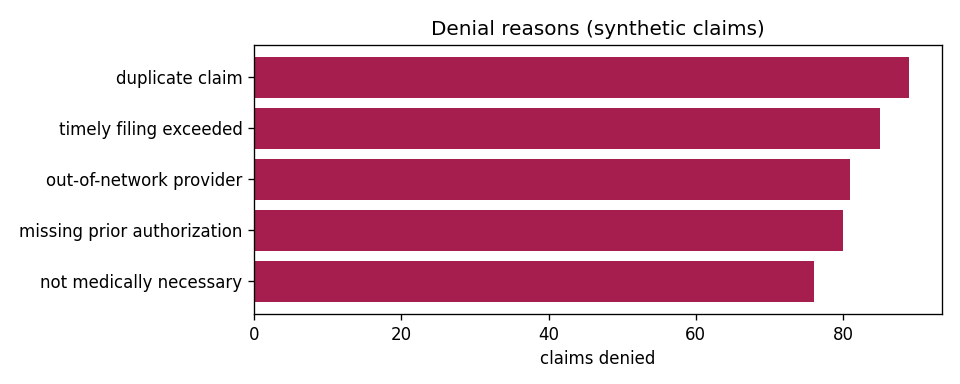 Denial reasons (synthetic claims)
duplicate claim
timely filing exceeded
out-of-network provider
missing prior authorization
not medically necessary
0 20 40 60 80
claims denied